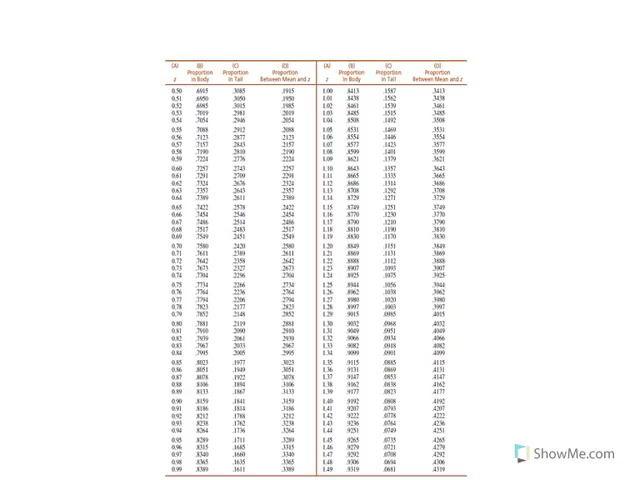 (A) (B) (C) (D) (A) (B) (C) (D)
Proportion Proportion Proportion Proportion Proportion Proportion
z in Body in Tail Between Mean and z z in Body in Tail Between Mean and z
0.50 .6915 .3085 .1915 1.00 .8413 .1587 .3413
0.51 .6950 .3050 .1950 1.01 .8438 .1562 .3438
0.52 .6985 .3015 .1985 1.02 .8461 .1539 .3461
0.53 .7019 .2981 .2019 1.03 .8485 .1515 .3485
0.54 .7054 .2946 .2054 1.04 .8508 .1492 .3508
0.55 .7088 .2912 .2088 1.05 .8531 .1469 .3531
0.56 .7123 .2877 .2123 1.06 .8554 .1446 .3554
0.57 .7157 .2843 .2157 1.07 .8577 .1423 .3577
0.58 .7190 .2810 .2190 1.08 .8599 .1401 .3599
0.59 .7224 .2776 .2224 1.09 .8621 .1379 .3621
0.60 .7257 .2743 .2257 1.10 .8643 .1357 .3643
0.61 .7291 .2709 .2291 1.11 .8665 .1335 .3665
0.62 .7324 .2676 .2324 1.12 .8686 .1314 .3686
0.63 .7357 .2643 .2357 1.13 .8708 .1292 .3708
0.64 .7389 .2611 .2389 1.14 .8729 .1271 .3729
0.65 .7422 .2578 .2422 1.15 .8749 .1251 .3749
0.66 .7454 .2546 .2454 1.16 .8770 .1230 .3770
0.67 .7486 .2514 .2486 1.17 .8790 .1210 .3790
0.68 .7517 .2483 .2517 1.18 .8810 .1190 .3810
0.69 .7549 .2451 .2549 1.19 .8830 .1170 .3830
0.70 .7580 .2420 .2580 1.20 .8849 .1151 .3849
0.71 .7611 .2389 .2611 1.21 .8869 .1131 .3869
0.72 .7642 .2358 .2642 1.22 .8888 .1112 .3888
0.73 .7673 .2327 .2673 1.23 .8907 .1093 .3907
0.74 .7704 .2296 .2704 1.24 .8925 .1075 .3925
0.75 .7734 .2266 .2734 1.25 .8944 .1056 .3944
0.76 .7764 .2236 .2764 1.26 .8962 .1038 .3962
0.77 .7794 .2206 .2794 1.27 .8980 .1020 .3980
0.78 .7823 .2177 .2823 1.28 .8997 .1003 .3997
0.79 .7852 .2148 .2852 1.29 .9015 .0985 .4015
0.80 .7881 .2119 .2881 1.30 .9032 .0968 .4032
0.81 .7910 .2090 .2910 1.31 .9049 .0951 .4049
0.82 .7939 .2061 .2939 1.32 .9066 .0934 .4066
0.83 .7967 .2033 .2967 1.33 .9082 .0918 .4082
0.84 .7995 .2005 .2995 1.34 .9099 .0901 .4099
0.85 .8023 .1977 .3023 1.35 .9115 .0885 .4115
0.86 .8051 .1949 .3051 1.36 .9131 .0869 .4131
0.87 .8078 .1922 .3078 1.37 .9147 .0853 .4147
0.88 .8106 .1894 .3106 1.38 .9162 .0838 .4162
0.89 .8133 .1867 .3133 1.39 .9177 .0823 .4177
0.90 .8159 .1841 .3159 1.40 .9192 .0808 .4192
0.91 .8186 .1814 .3186 1.41 .9207 .0793 .4207
0.92 .8212 .1788 .3212 1.42 .9222 .0778 .4222
0.93 .8238 .1762 .3238 1.43 .9236 .0764 .4236
0.94 .8264 .1736 .3264 1.44 .9251 .0749 .4251
0.95 .8289 .1711 .3289 1.45 .9265 .0735 .4265
0.96 .8315 .1685 .3315 1.46 .9279 .0721 .4279
0.97 .8340 .1660 .3340 1.47 .9292 .0708 .4292
0.98 .8365 .1635 .3365 1.48 .9306 .0694 .4306
0.99 .8389 .1611 .3389 1.49 .9319 .0681 .4319
ShowMe.com